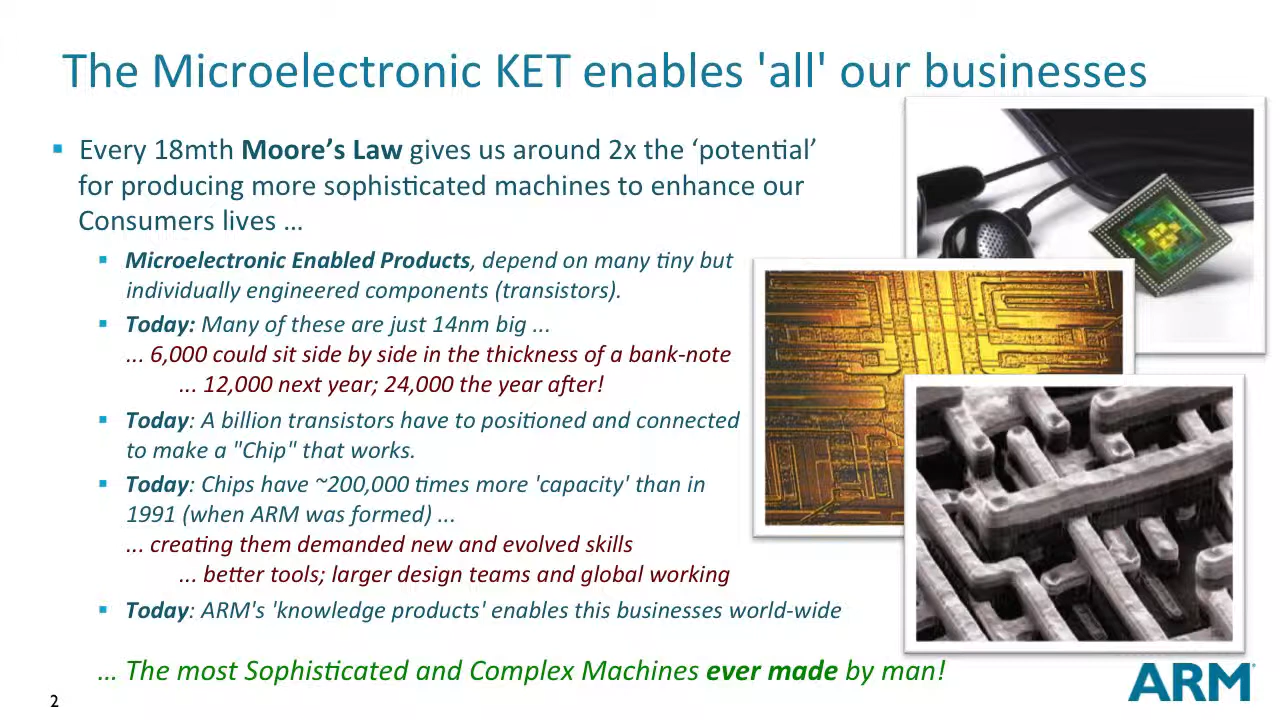 The Microelectronic KET enables 'all' our businesses
▪ Every 18mth Moore’s Law gives us around 2x the ‘potential’
for producing more sophisticated machines to enhance our
Consumers lives …
▪ Microelectronic Enabled Products, depend on many tiny but
individually engineered components (transistors).
▪ Today: Many of these are just 14nm big ...
... 6,000 could sit side by side in the thickness of a bank-note
... 12,000 next year; 24,000 the year after!
▪ Today: A billion transistors have to positioned and connected
to make a "Chip" that works.
▪ Today: Chips have ~200,000 times more 'capacity' than in
1991 (when ARM was formed) ...
... creating them demanded new and evolved skills
... better tools; larger design teams and global working
▪ Today: ARM's 'knowledge products' enables this businesses world-wide
… The most Sophisticated and Complex Machines ever made by man!
2
ARM